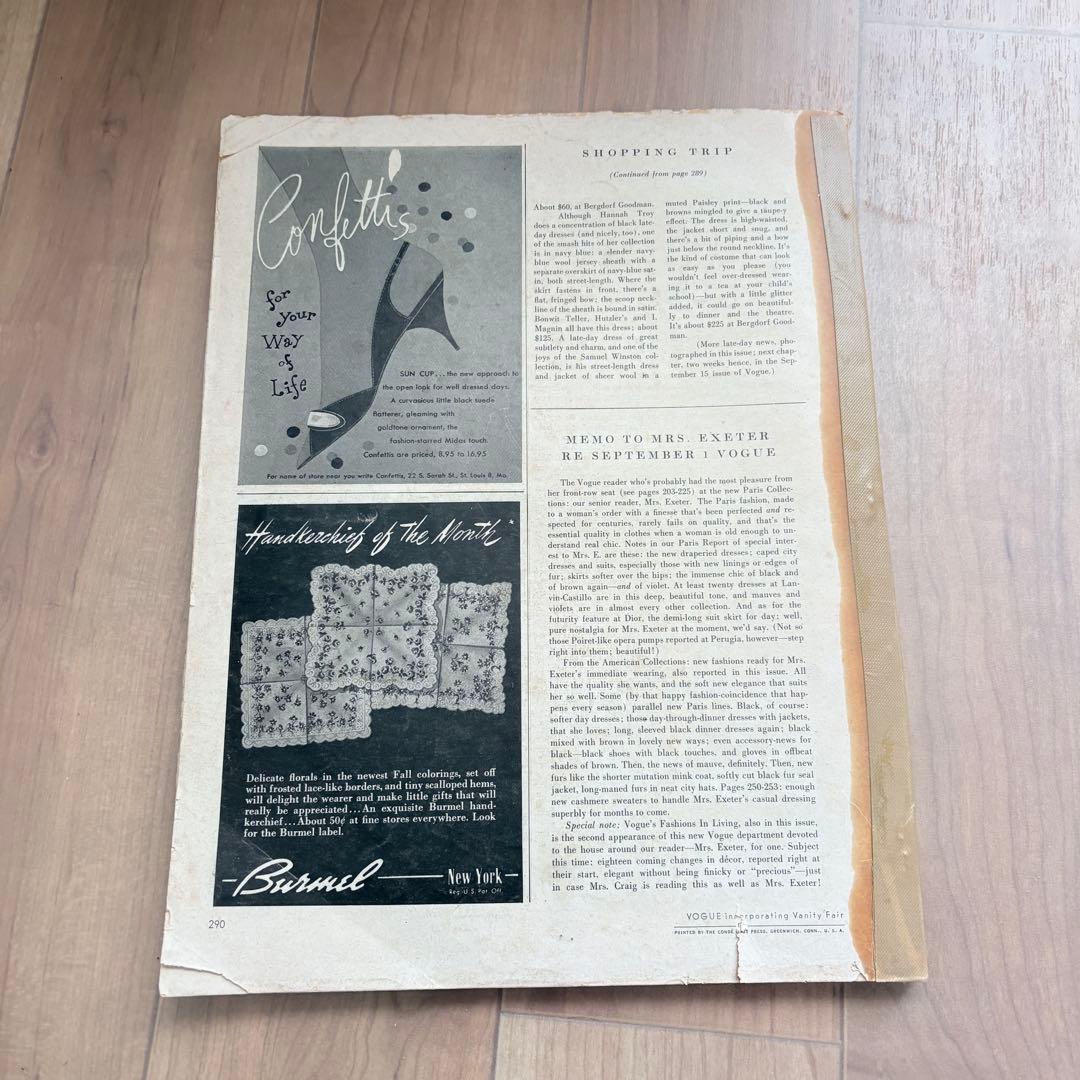 Confettis
for
your
Way
of
Life
SUN CUP... the new approach to
the open look for well dressed days.
A curvacious little black suede
Batterer, gleaming with
goldtone ornament, the
fashion-starred Midas touch.
Confettis are priced, 8.95 to 16.95
For name of store near you write Confettis, 22 S. Sarah St., St. Louis 8, Mo.
Handkerchief of the Month*
Delicate florals in the newest Fall colorings, set off
with frosted lace-like borders, and tiny scalloped hems,
will delight the wearer and make little gifts that will
really be appreciated...An exquisite Burmel hand-
kerchief...About 50¢ at fine stores everywhere. Look
for the Burmel label.
Burmel
New York
Reg. U.S. Pat. Off.
290
SHOPPING TRIP
(Continued from page 289)
About $60, at Bergdorf Goodman.
Although Hannah Troy
does a concentration of black late-
day dresses (and nicely, too), one
of the smash hits of her collection
is in navy blue: a slender navy-
blue wool jersey sheath with a
separate overskirt of navy-blue sat-
in, both street-length. Where the
skirt fastens in front, there's a
flat, fringed bow; the scoop neck-
line of the sheath is bound in satin.
Bonwit Teller, Hutzler's and I.
Magnin all have this dress; about
$125. A late-day dress of great
subtlety and charm, and one of the
joys of the Samuel Winston col-
lection, is his street-length dress
and jacket of sheer wool in a
muted Paisley print—black and
browns mingled to give a taupe-y
effect. The dress is high-waisted,
the jacket short and snug, and
there's a bit of piping and a bow
just below the round neckline. It's
the kind of costume that can look
as easy as you please (you
wouldn't feel over-dressed wear-
ing it to a tea at your child's
school)—but with a little glitter
added, it could go on beautiful-
ly to dinner and the theatre.
It's about $225 at Bergdorf Good-
man.
(More late-day news, pho-
tographed in this issue; next chap-
ter, two weeks hence, in the Sep-
tember 15 issue of Vogue.)
MEMO TO MRS. EXETER
RE SEPTEMBER 1 VOGUE
The Vogue reader who's probably had the most pleasure from
her front-row seat (see pages 203-225) at the new Paris Collec-
tions: our senior reader, Mrs. Exeter. The Paris fashion, made
to a woman's order with a finesse that's been perfected and re-
spected for centuries, rarely fails on quality, and that's the
essential quality in clothes when a woman is old enough to un-
derstand real chic. Notes in our Paris Report of special inter-
est to Mrs. E. are these: the new draperied dresses; caped city
dresses and suits, especially those with new linings or edges of
fur; skirts softer over the hips; the immense chic of black and
of brown again—and of violet. At least twenty dresses at Lan-
vin-Castillo are in this deep, beautiful tone, and mauves and
violets are in almost every other collection. And as for the
futurity feature at Dior, the demi-long suit skirt for day: well,
pure nostalgia for Mrs. Exeter at the moment, we'd say. (Not so
those Poiret-like opera pumps reported at Perugia, however—step
right into them; beautiful!)
From the American Collections: new fashions ready for Mrs.
Exeter's immediate wearing, also reported in this issue. All
have the quality she wants, and the soft new elegance that suits
her so well. Some (by that happy fashion-coincidence that hap-
pens every season) parallel new Paris lines. Black, of course:
softer day dresses; those day-through-dinner dresses with jackets,
that she loves; long, sleeved black dinner dresses again; black
mixed with brown in lovely new ways; even accessory-news for
black—black shoes with black touches, and gloves in offbeat
shades of brown. Then, the news of mauve, definitely. Then, new
furs like the shorter mutation mink coat, softly cut black fur seal
jacket, long-maned furs in neat city hats. Pages 250-253: enough
new cashmere sweaters to handle Mrs. Exeter's casual dressing
superbly for months to come.
Special note: Vogue's Fashions In Living, also in this issue,
is the second appearance of this new Vogue department devoted
to the house around our reader—Mrs. Exeter, for one. Subject
this time: eighteen coming changes in décor, reported right at
their start, elegant without being finicky or "precious"—just
in case Mrs. Craig is reading this as well as Mrs. Exeter!
VOGUE incorporating Vanity Fair
PRINTED BY THE CONDÉ NAST PRESS, GREENWICH, CONN., U. S. A.